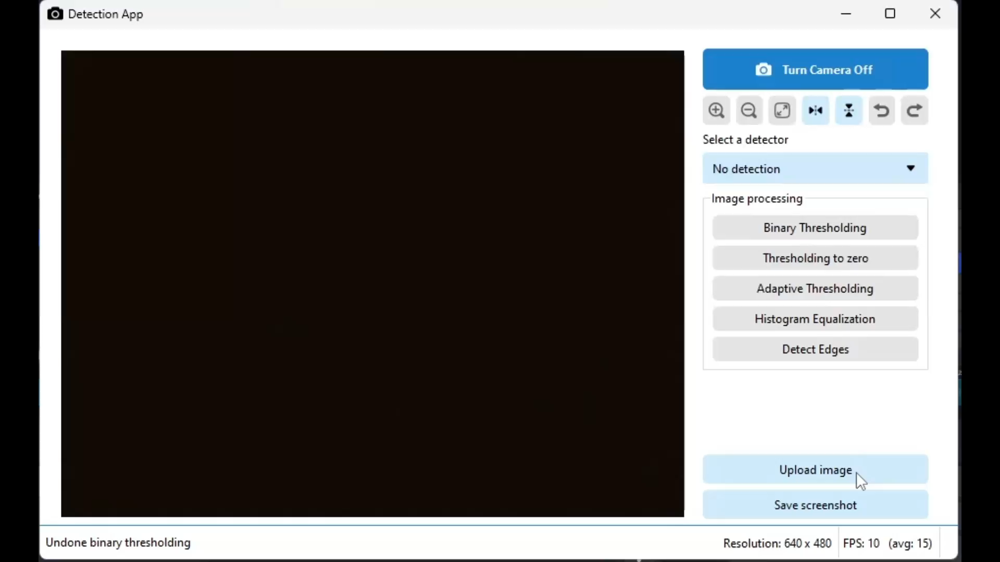 Detection App
Turn Camera Off
Select a detector
No detection
Image processing
Binary Thresholding
Thresholding to zero
Adaptive Thresholding
Histogram Equalization
Detect Edges
Upload image
Save screenshot
Undone binary thresholding
Resolution: 640 x 480
FPS: 10 (avg: 15)